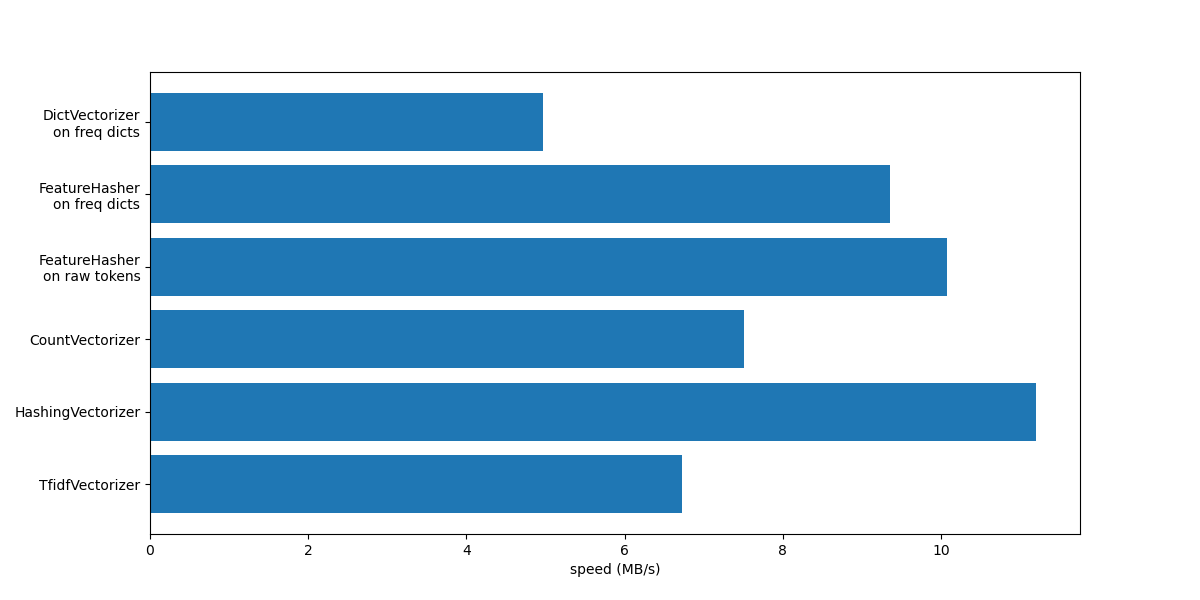 DictVectorizer
on freq dicts
FeatureHasher
on freq dicts
FeatureHasher
on raw tokens
CountVectorizer
HashingVectorizer
TfidfVectorizer
0 2 4 6 8 10
speed (MB/s)